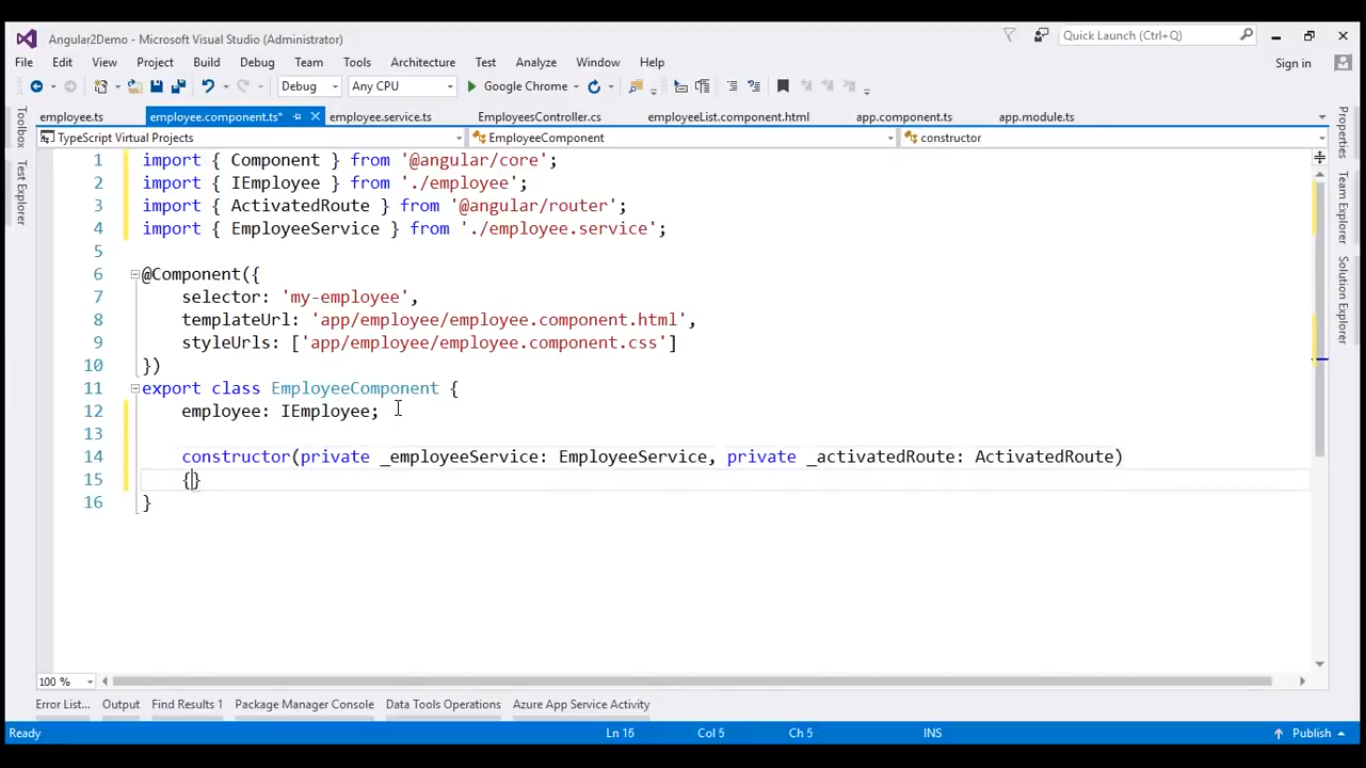 Angular2Demo - Microsoft Visual Studio (Administrator)
Quick Launch (Ctrl+Q)
File Edit View Project Build Debug Team Tools Architecture Test Analyze Window Help
Sign in
Debug Any CPU Google Chrome
employee.ts employee.component.ts* employee.service.ts EmployeesController.cs employeeList.component.html app.component.ts app.module.ts
TypeScript Virtual Projects EmployeeComponent constructor
Toolbox
Test Explorer
1 import { Component } from '@angular/core';
2 import { IEmployee } from './employee';
3 import { ActivatedRoute } from '@angular/router';
4 import { EmployeeService } from './employee.service';
5
6 @Component({
7 selector: 'my-employee',
8 templateUrl: 'app/employee/employee.component.html',
9 styleUrls: ['app/employee/employee.component.css']
10 })
11 export class EmployeeComponent {
12 employee: IEmployee;
13
14 constructor(private _employeeService: EmployeeService, private _activatedRoute: ActivatedRoute)
15 {}
16 }
Properties
Team Explorer
Solution Explorer
100 %
Error List... Output Find Results 1 Package Manager Console Data Tools Operations Azure App Service Activity
Ready Ln 16 Col 5 Ch 5 INS Publish